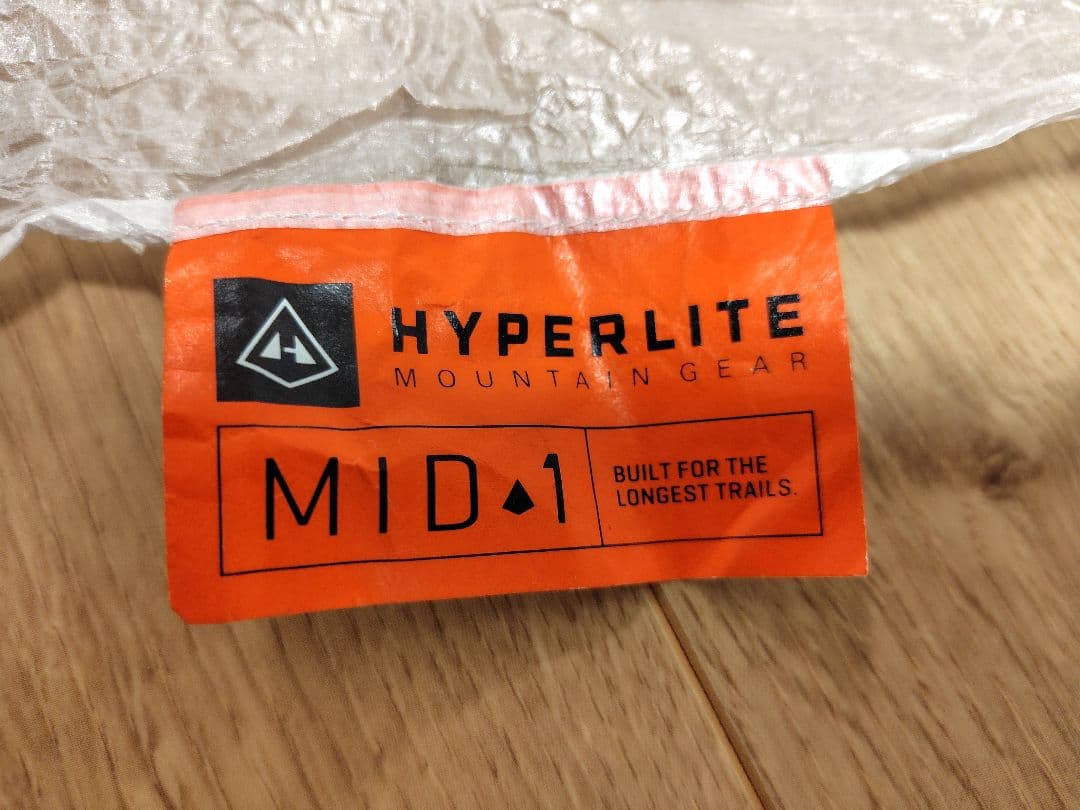 HYPERLITE
MOUNTAIN GEAR
MID 1
BUILT FOR THE
LONGEST TRAILS.